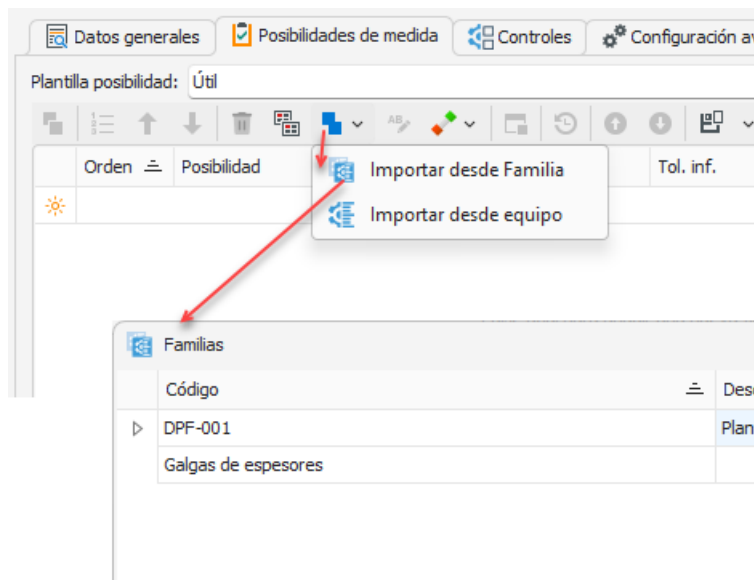 Datos generales Posibilidades de medida Controles Configuración av
Plantilla posibilidad: Útil
Orden Posibilidad Tol. inf.
Importar desde Familia
Importar desde equipo
Familias
Código Des
DPF-001 Plan
Galgas de espesores